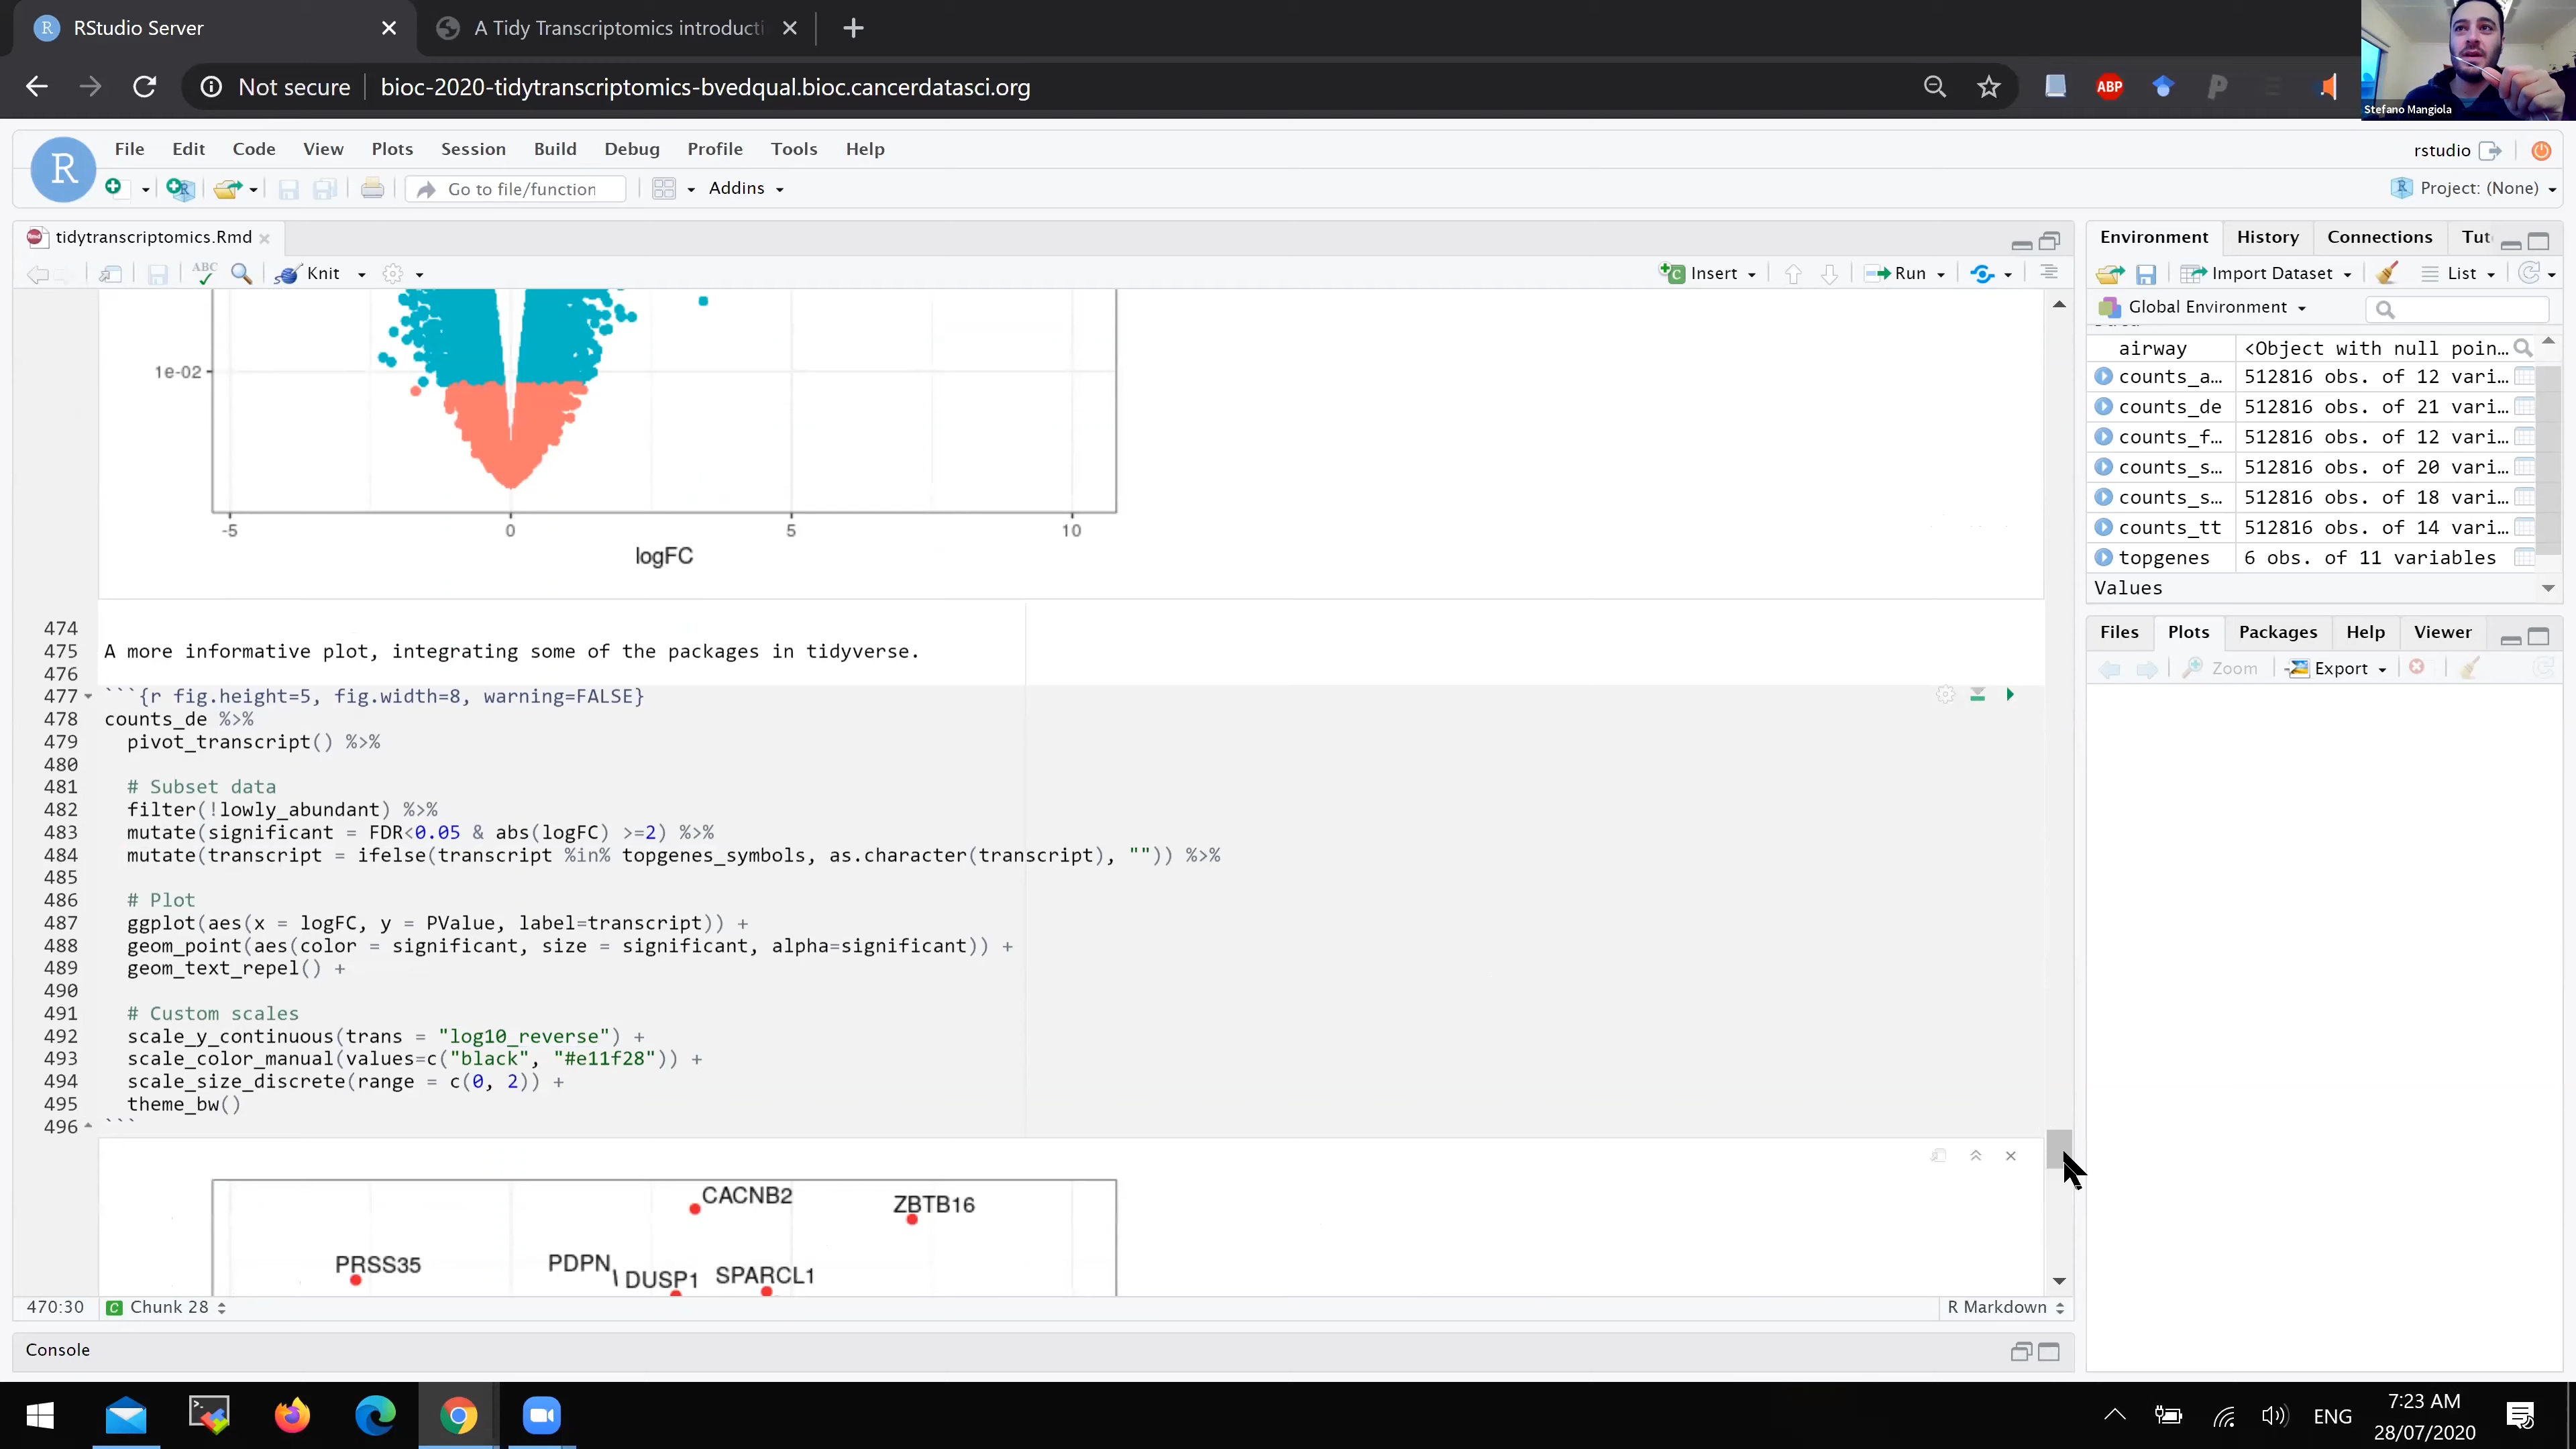 RStudio Server
A Tidy Transcriptomics introducti
Not secure
bioc-2020-tidytranscriptomics-bvedqual.bioc.cancerdatasci.org
ABP
Stefano Mangiola
R
File Edit Code View Plots Session Build Debug Profile Tools Help
rstudio
Go to file/function
Addins
Project: (None)
tidytranscriptomics.Rmd
Knit
Insert
Run
1e-02
-5 0 5 10
logFC
474
475 A more informative plot, integrating some of the packages in tidyverse.
476
477 ```{r fig.height=5, fig.width=8, warning=FALSE}
478 counts_de %>%
479 pivot_transcript() %>%
480
481 # Subset data
482 filter(!lowly_abundant) %>%
483 mutate(significant = FDR<0.05 & abs(logFC) >=2) %>%
484 mutate(transcript = ifelse(transcript %in% topgenes_symbols, as.character(transcript), "")) %>%
485
486 # Plot
487 ggplot(aes(x = logFC, y = PValue, label=transcript)) +
488 geom_point(aes(color = significant, size = significant, alpha=significant)) +
489 geom_text_repel() +
490
491 # Custom scales
492 scale_y_continuous(trans = "log10_reverse") +
493 scale_color_manual(values=c("black", "#e11f28")) +
494 scale_size_discrete(range = c(0, 2)) +
495 theme_bw()
496 ```
CACNB2
ZBTB16
PRSS35
PDPN
DUSP1
SPARCL1
470:30 Chunk 28
R Markdown
Console
Environment History Connections Tut
Import Dataset
List
Global Environment
airway <Object with null poin…
counts_a… 512816 obs. of 12 vari…
counts_de 512816 obs. of 21 vari…
counts_f… 512816 obs. of 12 vari…
counts_s… 512816 obs. of 20 vari…
counts_s… 512816 obs. of 18 vari…
counts_tt 512816 obs. of 14 vari…
topgenes 6 obs. of 11 variables
Values
Files Plots Packages Help Viewer
Zoom
Export
ENG
7:23 AM
28/07/2020